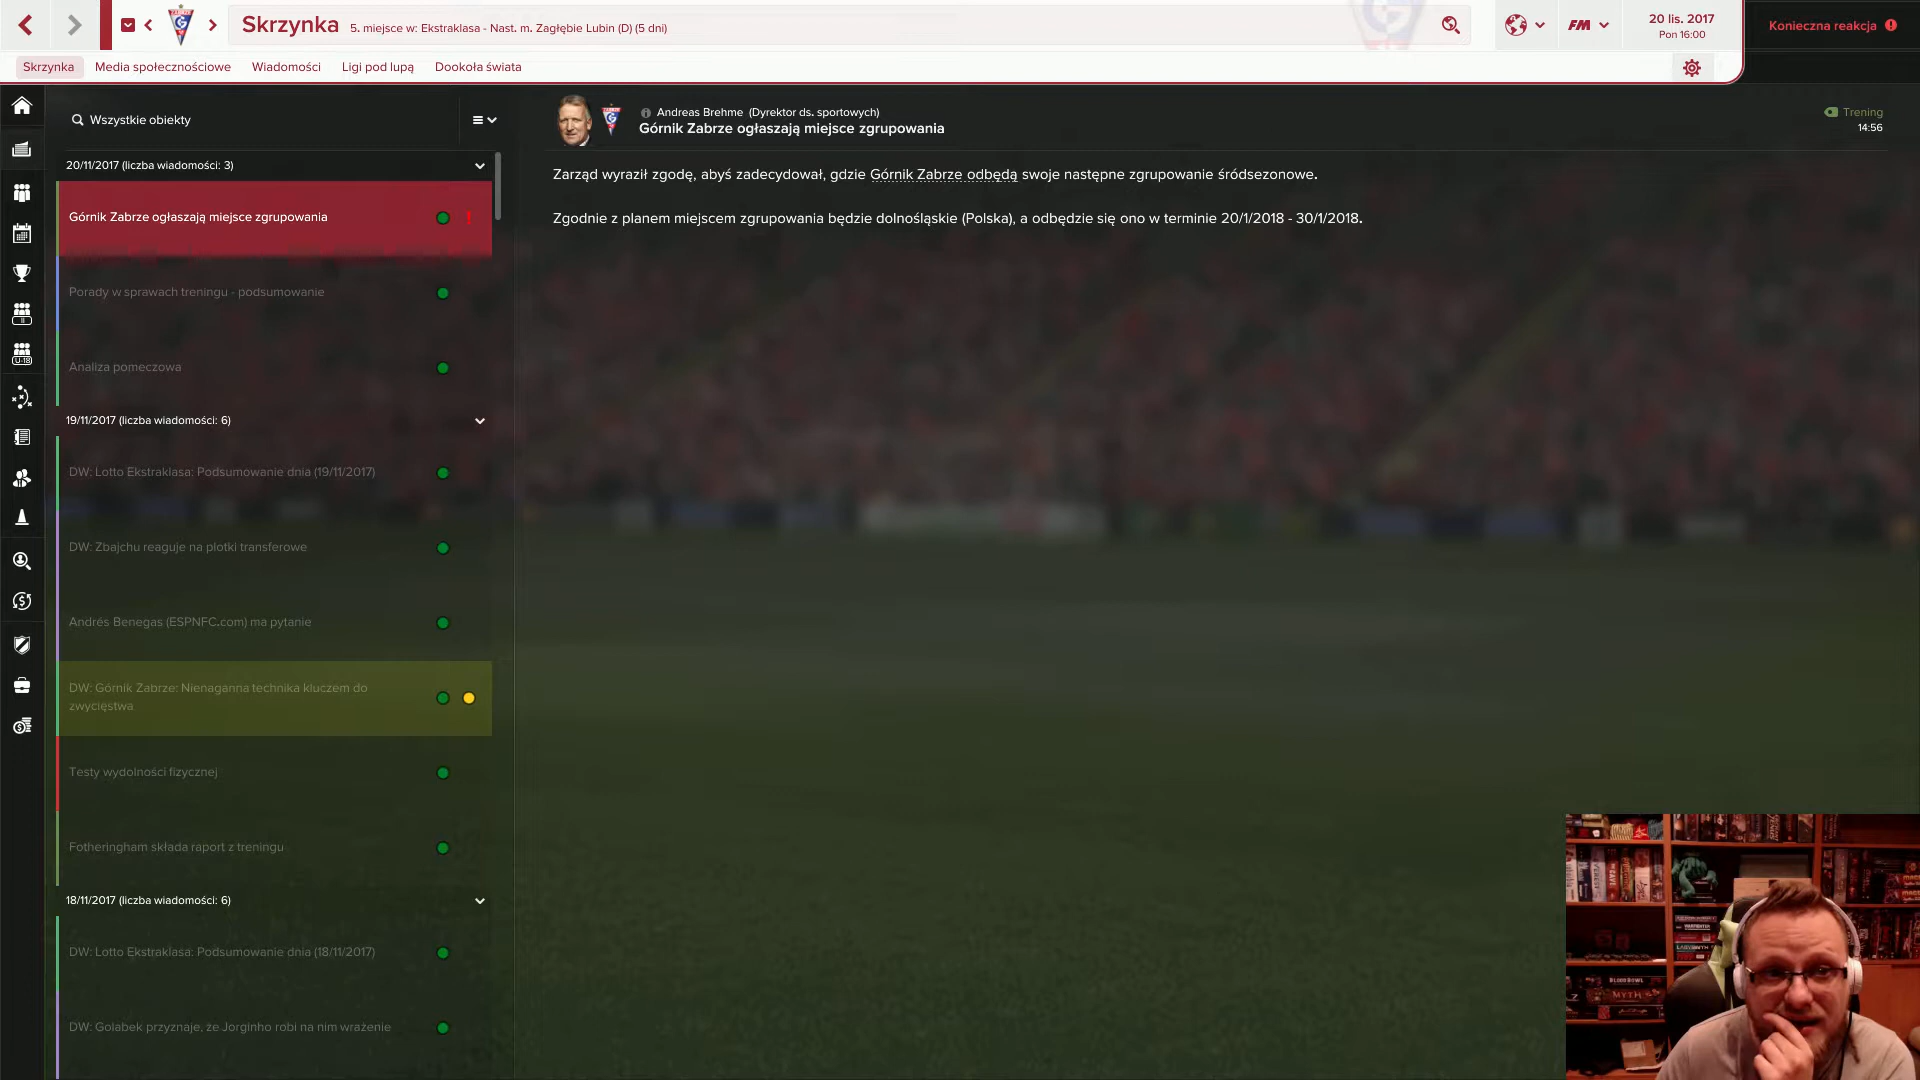 Skrzynka
5. miejsce w: Ekstraklasa - Nast. m. Zagłębie Lubin (D) (5 dni)
FM
20 lis. 2017
Pon 16:00
Konieczna reakcja
Skrzynka
Media społecznościowe
Wiadomości
Ligi pod lupą
Dookoła świata
Wszystkie obiekty
20/11/2017 (liczba wiadomości: 3)
Górnik Zabrze ogłaszają miejsce zgrupowania
Porady w sprawach treningu - podsumowanie
Analiza pomeczowa
19/11/2017 (liczba wiadomości: 6)
DW: Lotto Ekstraklasa: Podsumowanie dnia (19/11/2017)
DW: Zbajchu reaguje na plotki transferowe
Andrés Benegas (ESPNFC.com) ma pytanie
DW: Górnik Zabrze: Nienaganna technika kluczem do
zwycięstwa
Testy wydolności fizycznej
Fotheringham składa raport z treningu
18/11/2017 (liczba wiadomości: 6)
DW: Lotto Ekstraklasa: Podsumowanie dnia (18/11/2017)
DW: Golabek przyznaje, że Jorginho robi na nim wrażenie
Andreas Brehme (Dyrektor ds. sportowych)
Górnik Zabrze ogłaszają miejsce zgrupowania
Trening
14:56
Zarząd wyraził zgodę, abyś zadecydował, gdzie Górnik Zabrze odbędą swoje następne zgrupowanie śródsezonowe.
Zgodnie z planem miejscem zgrupowania będzie dolnośląskie (Polska), a odbędzie się ono w terminie 20/1/2018 - 30/1/2018.
U-18
BLOOD BOWL
MYTH